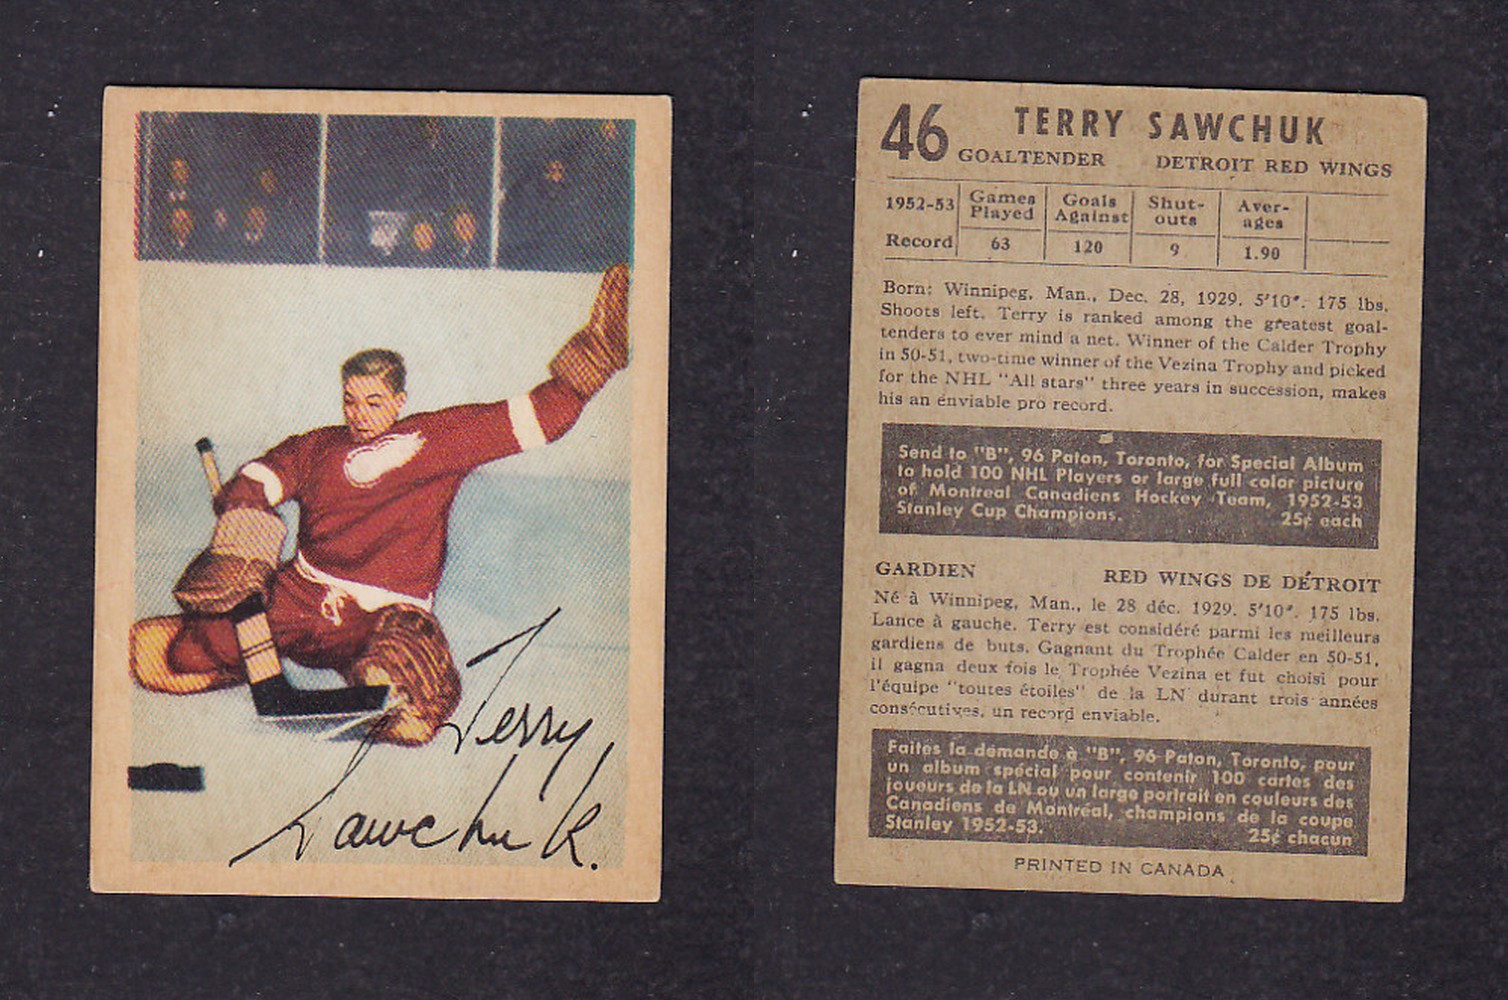 Terry
Sawchuk.
46 TERRY SAWCHUK
GOALTENDER DETROIT RED WINGS
1952-53 Games Played Goals Against Shut-outs Aver-ages
Record 63 120 9 1.90
Born: Winnipeg, Man., Dec. 28, 1929. 5'10". 175 lbs.
Shoots left. Terry is ranked among the greatest goal-
tenders to ever mind a net. Winner of the Calder Trophy
in 50-51, two-time winner of the Vezina Trophy and picked
for the NHL "All stars" three years in succession, makes
his an enviable pro record.
Send to "B", 96 Paton, Toronto, for Special Album
to hold 100 NHL Players or large full color picture
of Montreal Canadiens Hockey Team, 1952-53
Stanley Cup Champions. 25¢ each
GARDIEN RED WINGS DE DÉTROIT
Né à Winnipeg, Man., le 28 déc. 1929. 5'10". 175 lbs.
Lance à gauche. Terry est considéré parmi les meilleurs
gardiens de buts. Gagnant du Trophée Calder en 50-51,
il gagna deux fois le Trophée Vezina et fut choisi pour
l'équipe "toutes étoiles" de la LN durant trois années
consécutives, un record enviable.
Faites la demande à "B", 96 Paton, Toronto, pour
un album spécial pour contenir 100 cartes des
joueurs de la LN ou un large portrait en couleurs des
Canadiens de Montréal, champions de la coupe
Stanley 1952-53. 25¢ chacun
PRINTED IN CANADA